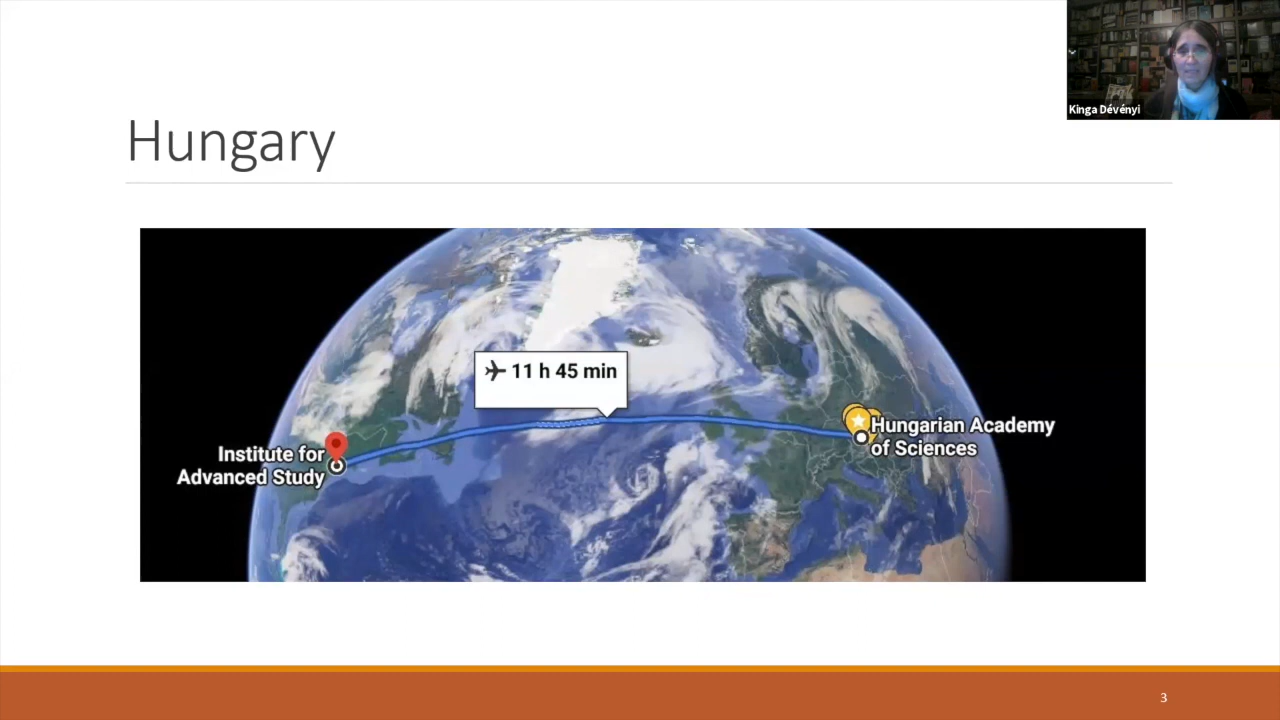 Kinga Dévényi
Hungary
11 h 45 min
Institute for
Advanced Study
Hungarian Academy
of Sciences
3